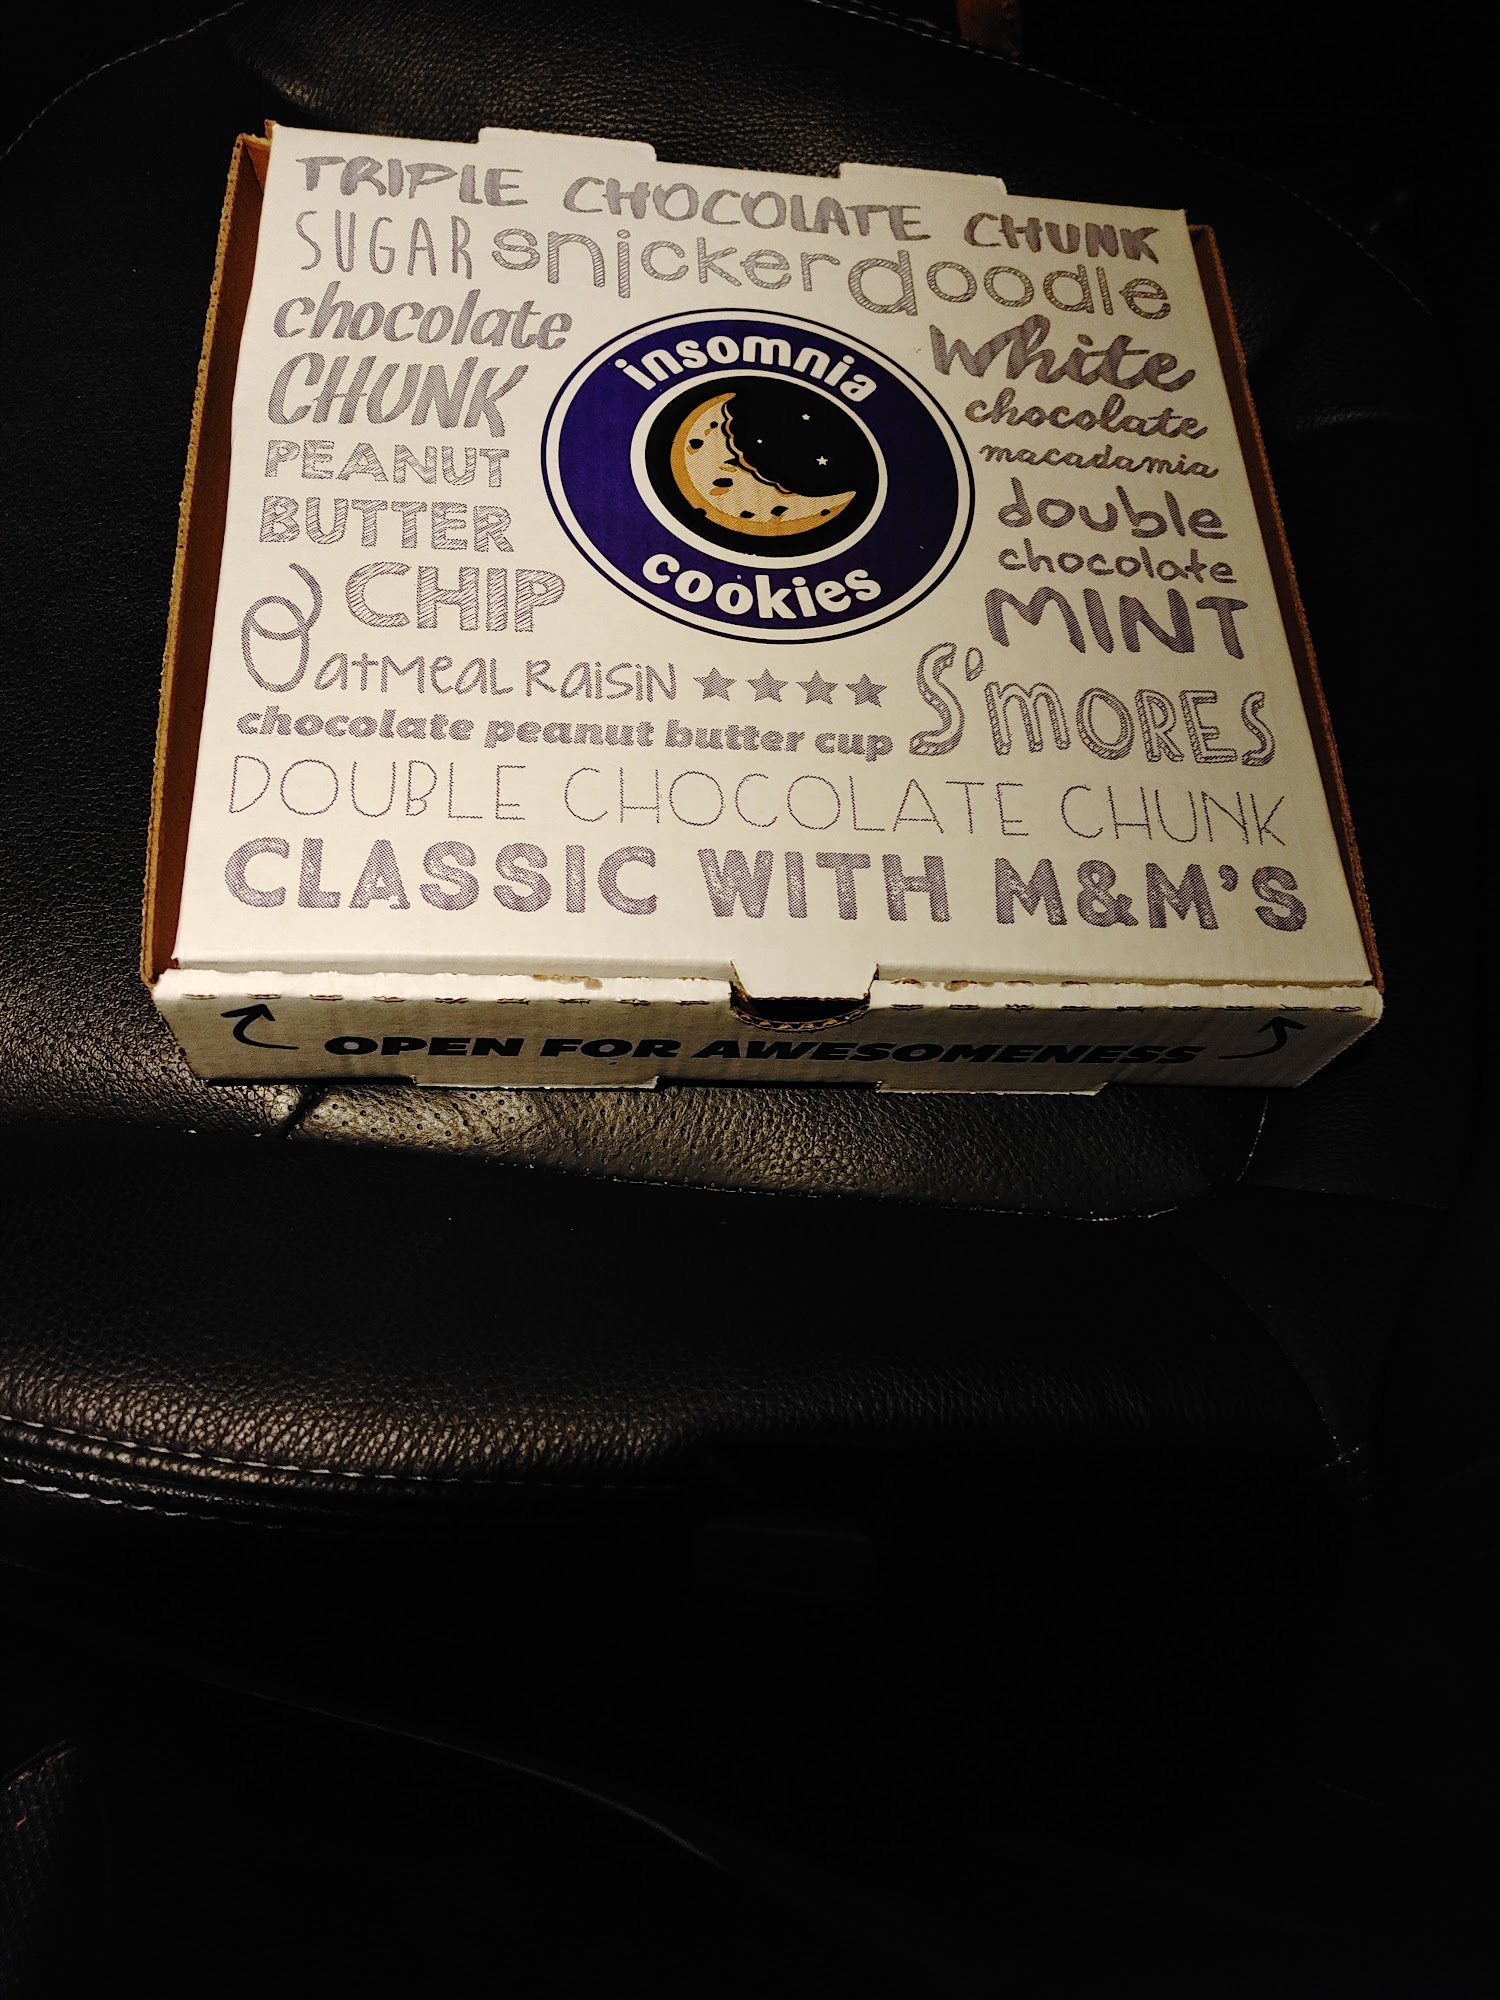 TRIPLE CHOCOLATE CHUNK
SUGAR snickerdoodle
chocolate
CHUNK
PEANUT
BUTTER
CHIP
insomnia
cookies
White
chocolate
macadamia
double
chocolate
MINT
Oatmeal Raisin
S'mORES
chocolate peanut butter cup
DOUBLE CHOCOLATE CHUNK
CLASSIC WITH M&M'S
OPEN FOR AWESOMENESS